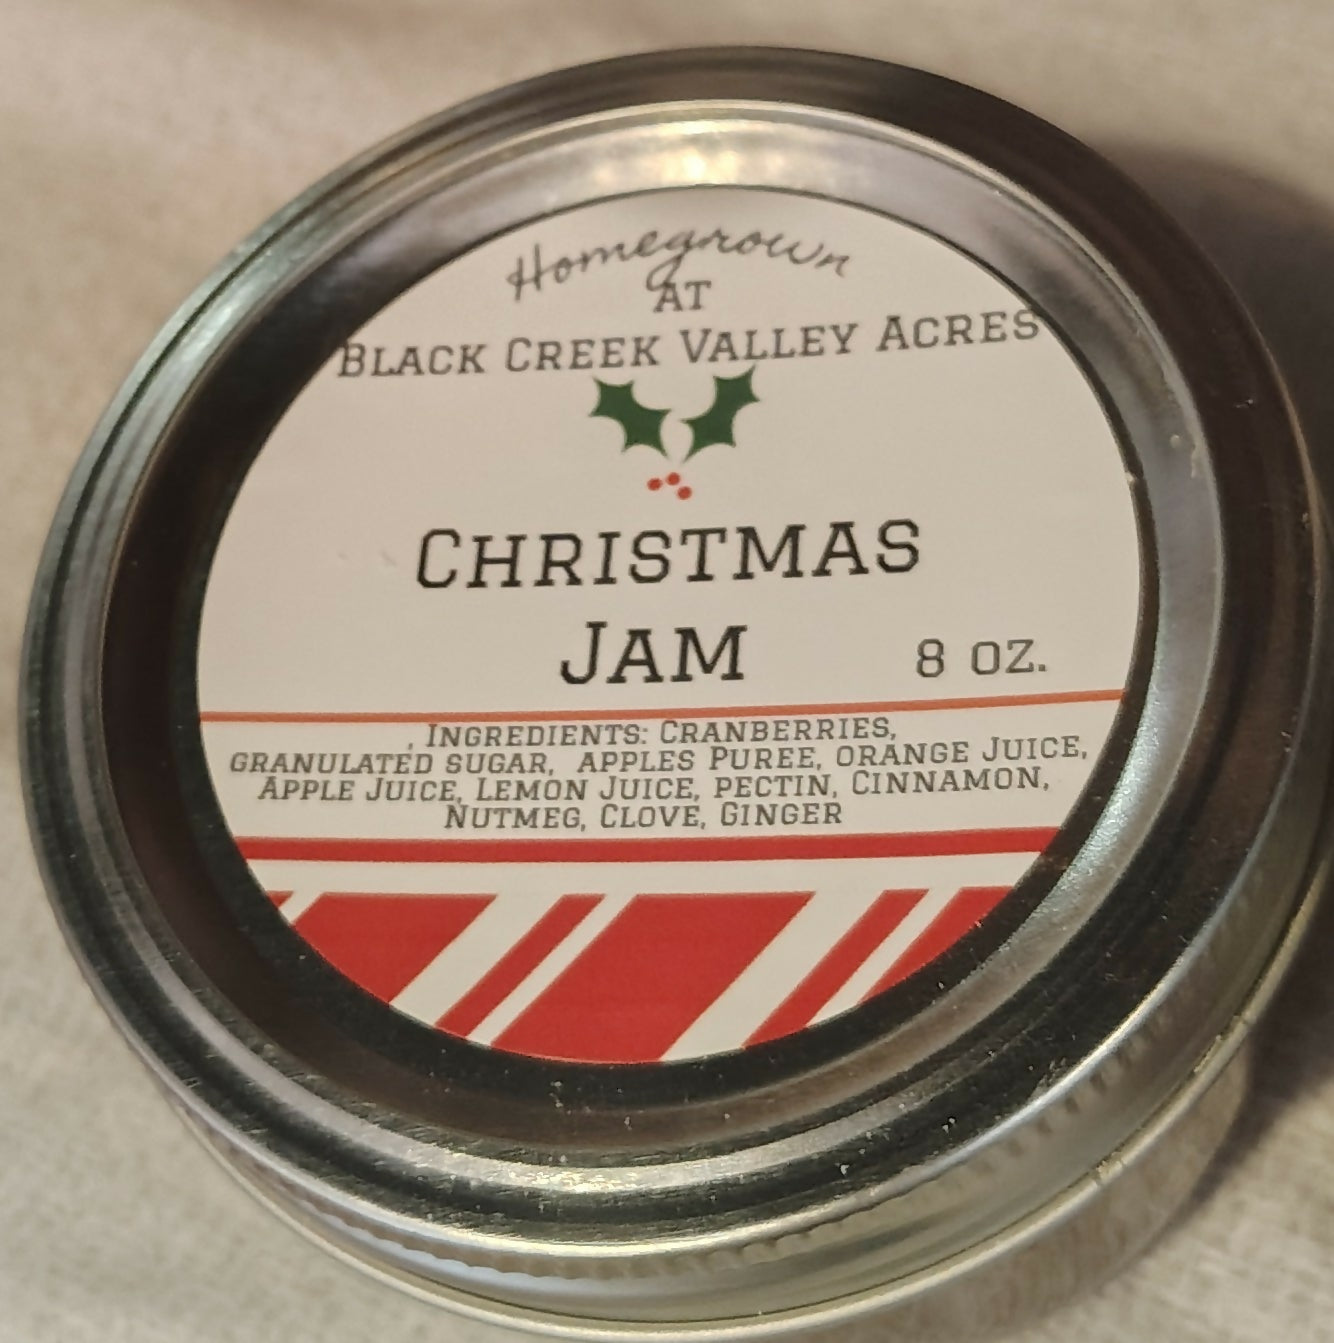 Homegrown
AT
BLACK CREEK VALLEY ACRES
CHRISTMAS
JAM 8 OZ.
, INGREDIENTS: CRANBERRIES,
GRANULATED SUGAR, APPLES PUREE, ORANGE JUICE,
APPLE JUICE, LEMON JUICE, PECTIN, CINNAMON,
NUTMEG, CLOVE, GINGER